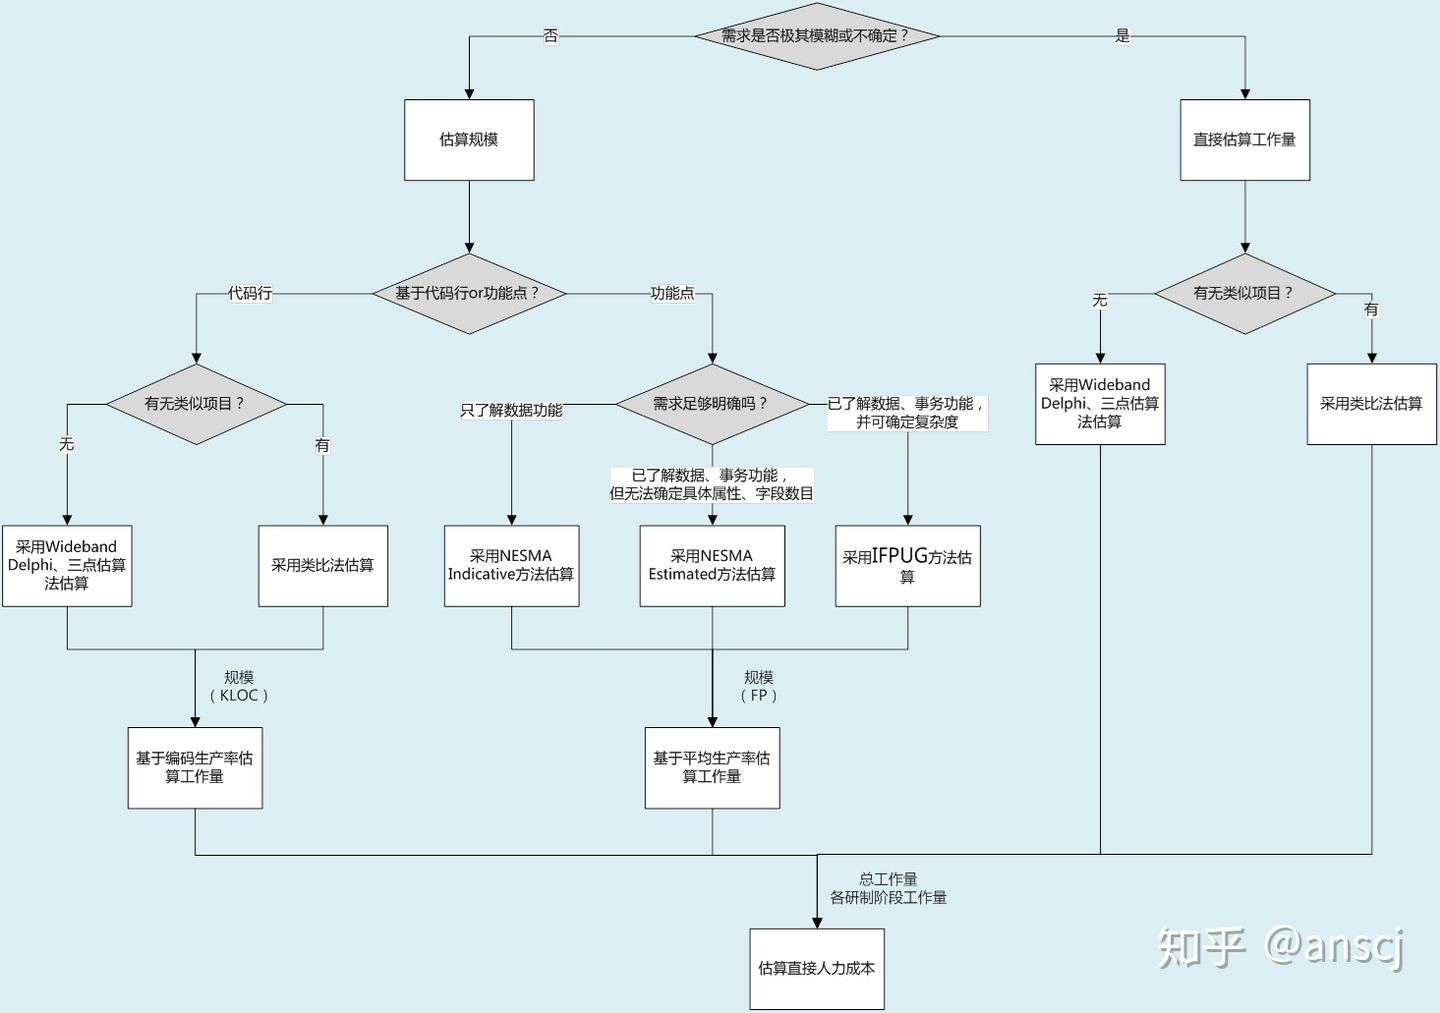 需求是否极其模糊或不确定？
否
是
估算规模
直接估算工作量
基于代码行or功能点？
代码行
功能点
有无类似项目？
无
有
有无类似项目？
无
有
需求足够明确吗？
只了解数据功能
已了解数据、事务功能，
但无法确定具体属性、字段数目
已了解数据、事务功能，
并可确定复杂度
采用Wideband
Delphi、三点估算
法估算
采用类比法估算
采用Wideband
Delphi、三点估算
法估算
采用类比法估算
采用NESMA
Indicative方法估算
采用NESMA
Estimated方法估算
采用IFPUG方法估
算
规模
（KLOC）
规模
（FP）
基于编码生产率估
算工作量
基于平均生产率估
算工作量
总工作量
各研制阶段工作量
估算直接人力成本
知乎 @anscj